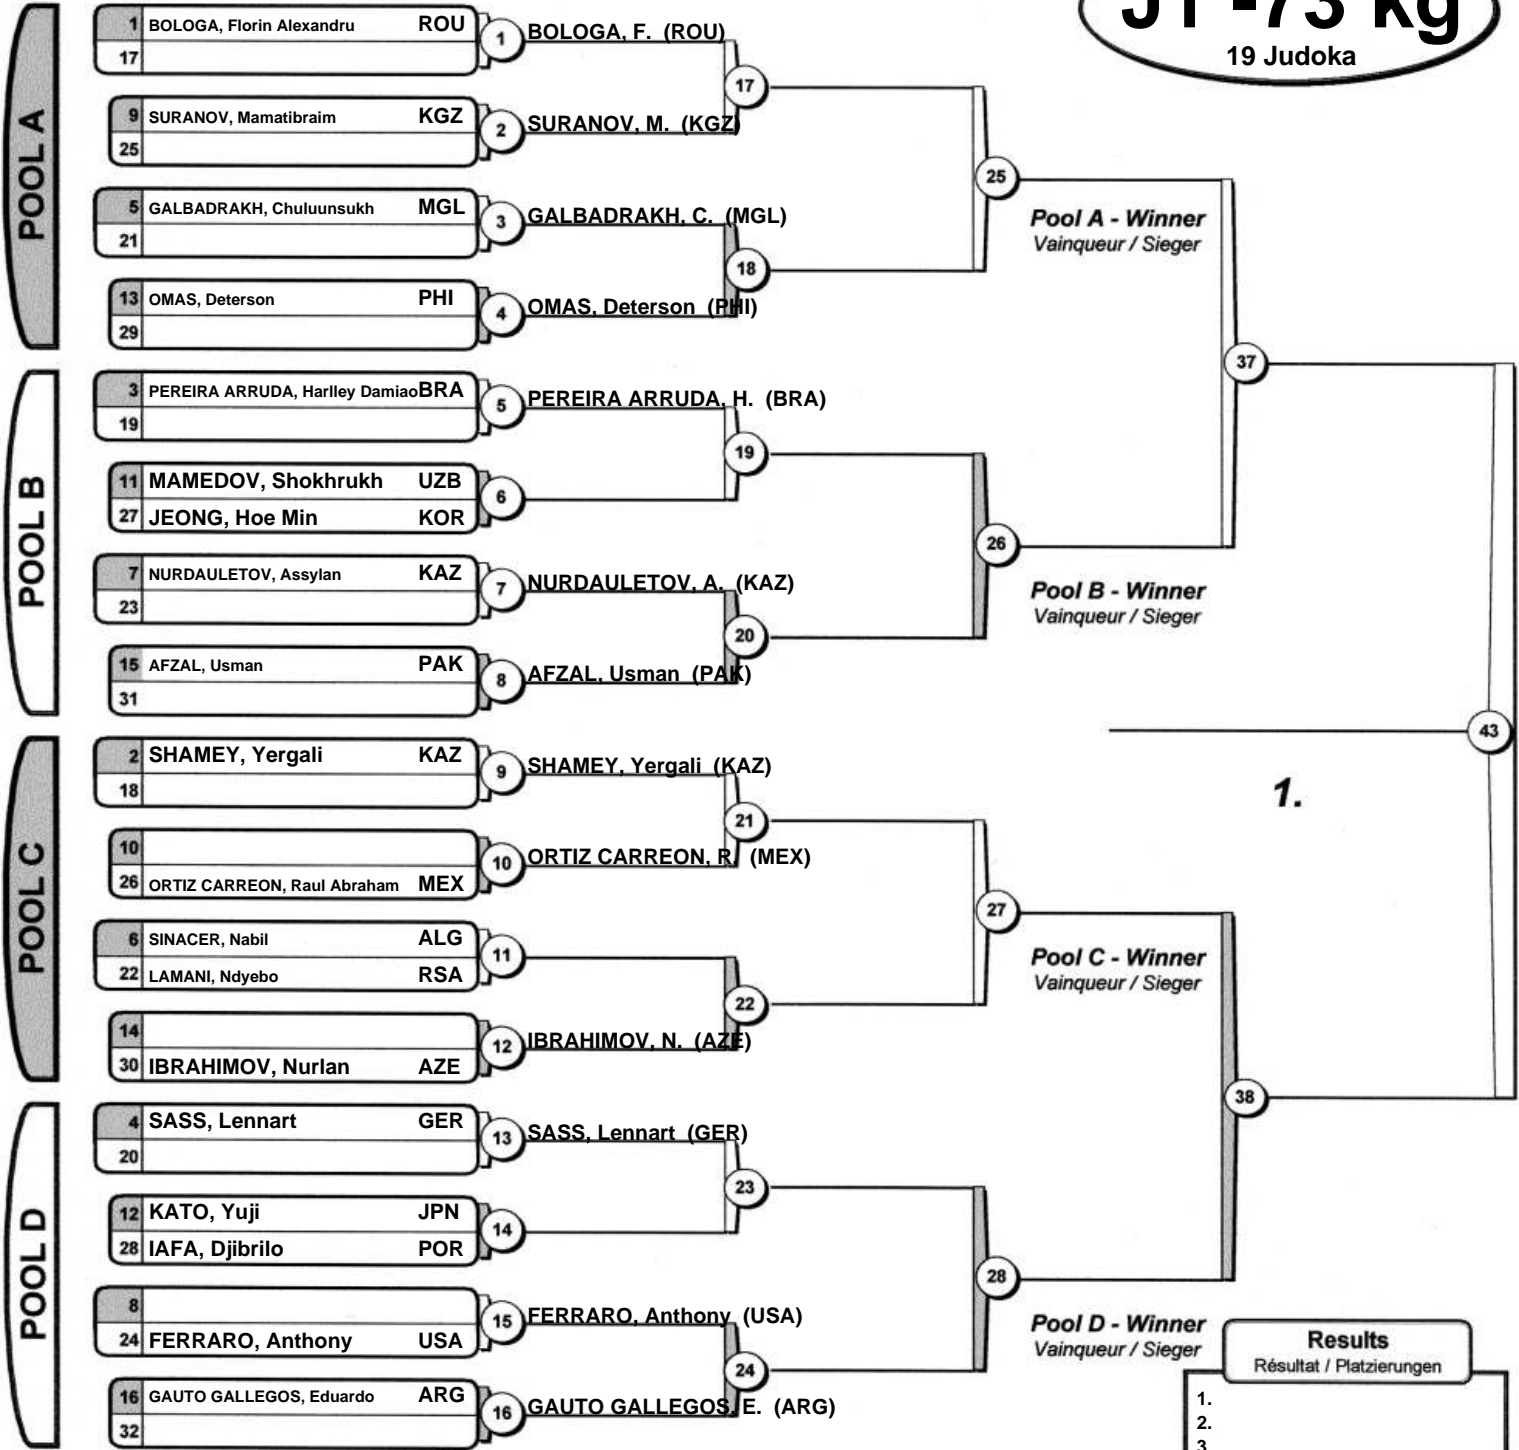 J1 -73 kg
19 Judoka
POOL A
1 BOLOGA, Florin Alexandru ROU
17
1 BOLOGA, F. (ROU)
17
9 SURANOV, Mamatibraim KGZ
25
2 SURANOV, M. (KGZ)
25
5 GALBADRAKH, Chuluunsukh MGL
21
3 GALBADRAKH, C. (MGL)
18
13 OMAS, Deterson PHI
29
4 OMAS, Deterson (PHI)
Pool A - Winner
Vainqueur / Sieger
37
POOL B
3 PEREIRA ARRUDA, Harlley Damiao BRA
19
5 PEREIRA ARRUDA, H. (BRA)
19
11 MAMEDOV, Shokhrukh UZB
27 JEONG, Hoe Min KOR
6
26
7 NURDAULETOV, Assylan KAZ
23
7 NURDAULETOV, A. (KAZ)
20
15 AFZAL, Usman PAK
31
8 AFZAL, Usman (PAK)
Pool B - Winner
Vainqueur / Sieger
43
1.
POOL C
2 SHAMEY, Yergali KAZ
18
9 SHAMEY, Yergali (KAZ)
21
10
26 ORTIZ CARREON, Raul Abraham MEX
10 ORTIZ CARREON, R. (MEX)
27
6 SINACER, Nabil ALG
22 LAMANI, Ndyebo RSA
11
22
14
30 IBRAHIMOV, Nurlan AZE
12 IBRAHIMOV, N. (AZE)
Pool C - Winner
Vainqueur / Sieger
38
POOL D
4 SASS, Lennart GER
20
13 SASS, Lennart (GER)
23
12 KATO, Yuji JPN
28 IAFA, Djibrilo POR
14
28
8
24 FERRARO, Anthony USA
15 FERRARO, Anthony (USA)
24
16 GAUTO GALLEGOS, Eduardo ARG
32
16 GAUTO GALLEGOS, E. (ARG)
Pool D - Winner
Vainqueur / Sieger
Results
Résultat / Platzierungen
1.
2.
3.